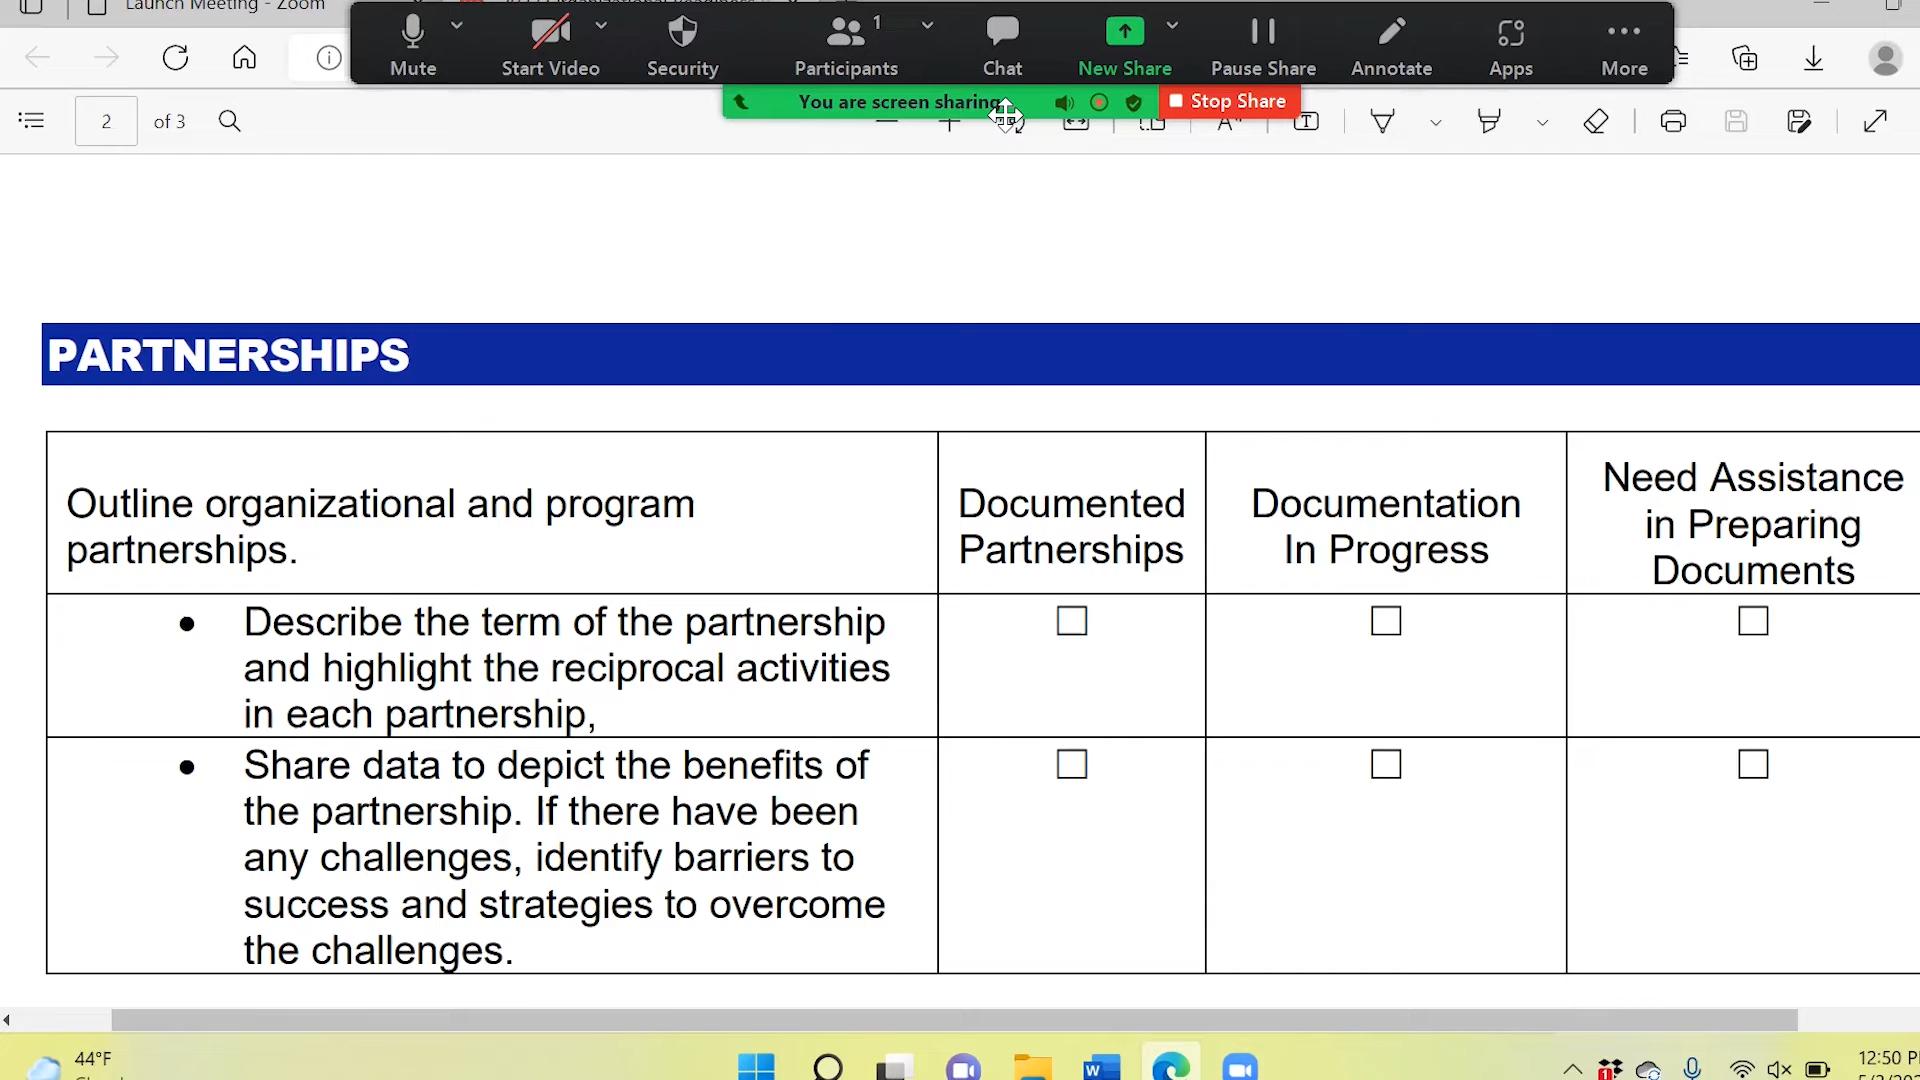 Launch Meeting - Zoom
1
Mute
Start Video
Security
Participants
Chat
New Share
Pause Share
Annotate
Apps
More
You are screen sharing
Stop Share
2
of 3
PARTNERSHIPS
Outline organizational and program
partnerships.
Documented
Partnerships
Documentation
In Progress
Need Assistance
in Preparing
Documents
• Describe the term of the partnership
and highlight the reciprocal activities
in each partnership,
• Share data to depict the benefits of
the partnership. If there have been
any challenges, identify barriers to
success and strategies to overcome
the challenges.
44°F
12:50